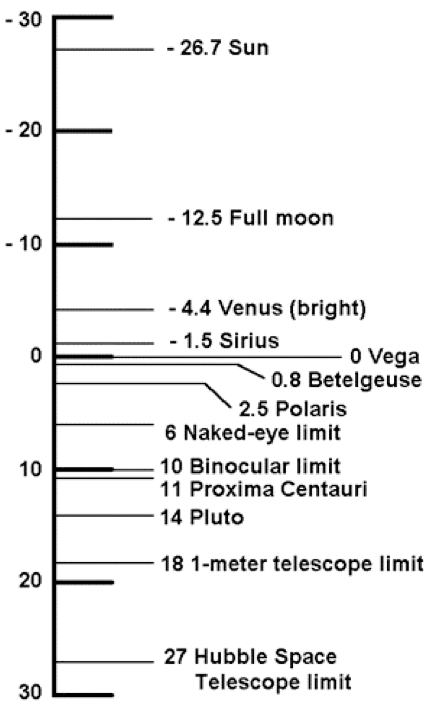 - 30
- 26.7 Sun
- 20
- 12.5 Full moon
- 10
- 4.4 Venus (bright)
- 1.5 Sirius
0
0 Vega
0.8 Betelgeuse
2.5 Polaris
6 Naked-eye limit
10
10 Binocular limit
11 Proxima Centauri
14 Pluto
18 1-meter telescope limit
20
27 Hubble Space
Telescope limit
30